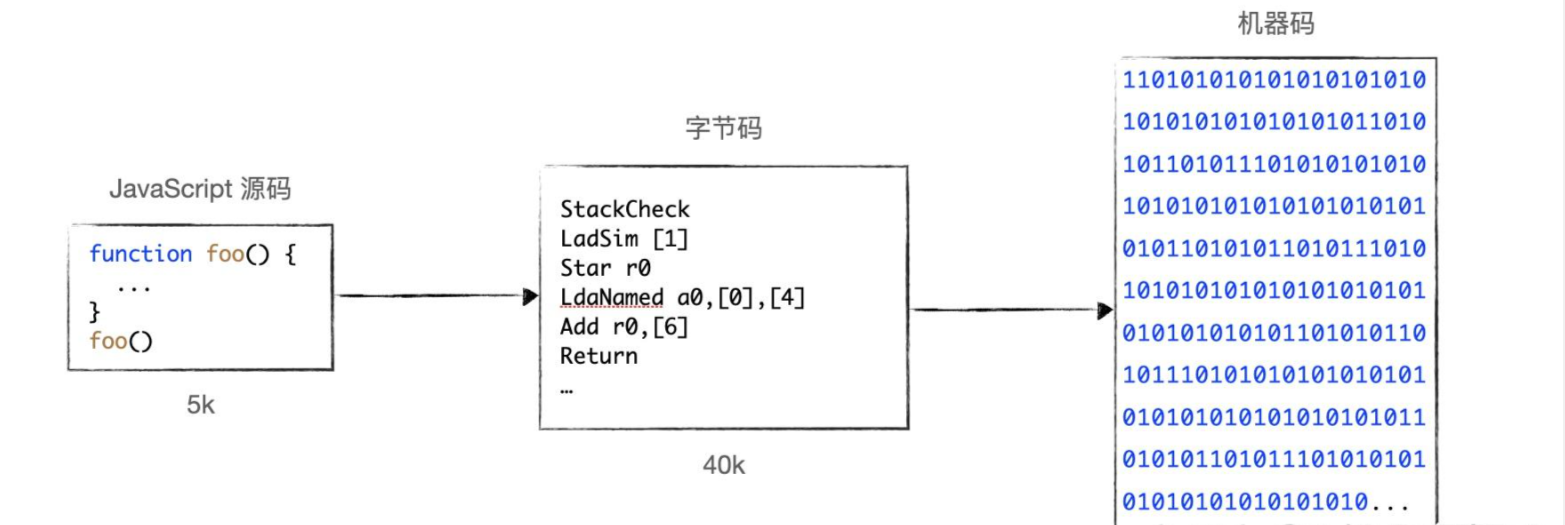 JavaScript 源码
function foo() {
...
}
foo()
5k
字节码
StackCheck
LadSim [1]
Star r0
LdaNamed a0,[0],[4]
Add r0,[6]
Return
…
40k
机器码
110101010101010101010
101010101010101011010
101101011101010101010
101010101010101010101
010110101011010111010
101010101010101010101
010101010101101010110
101110101010101010101
010101010101010101011
010101101011101010101
01010101010101010...